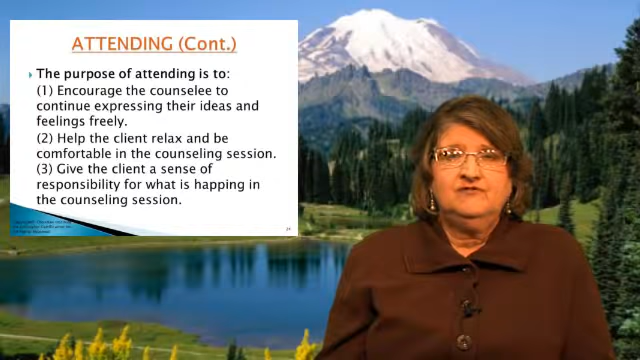 ATTENDING (Cont.)
The purpose of attending is to:
(1) Encourage the counselee to
continue expressing their ideas and
feelings freely.
(2) Help the client relax and be
comfortable in the counseling session.
(3) Give the client a sense of
responsibility for what is happing in
the counseling session.